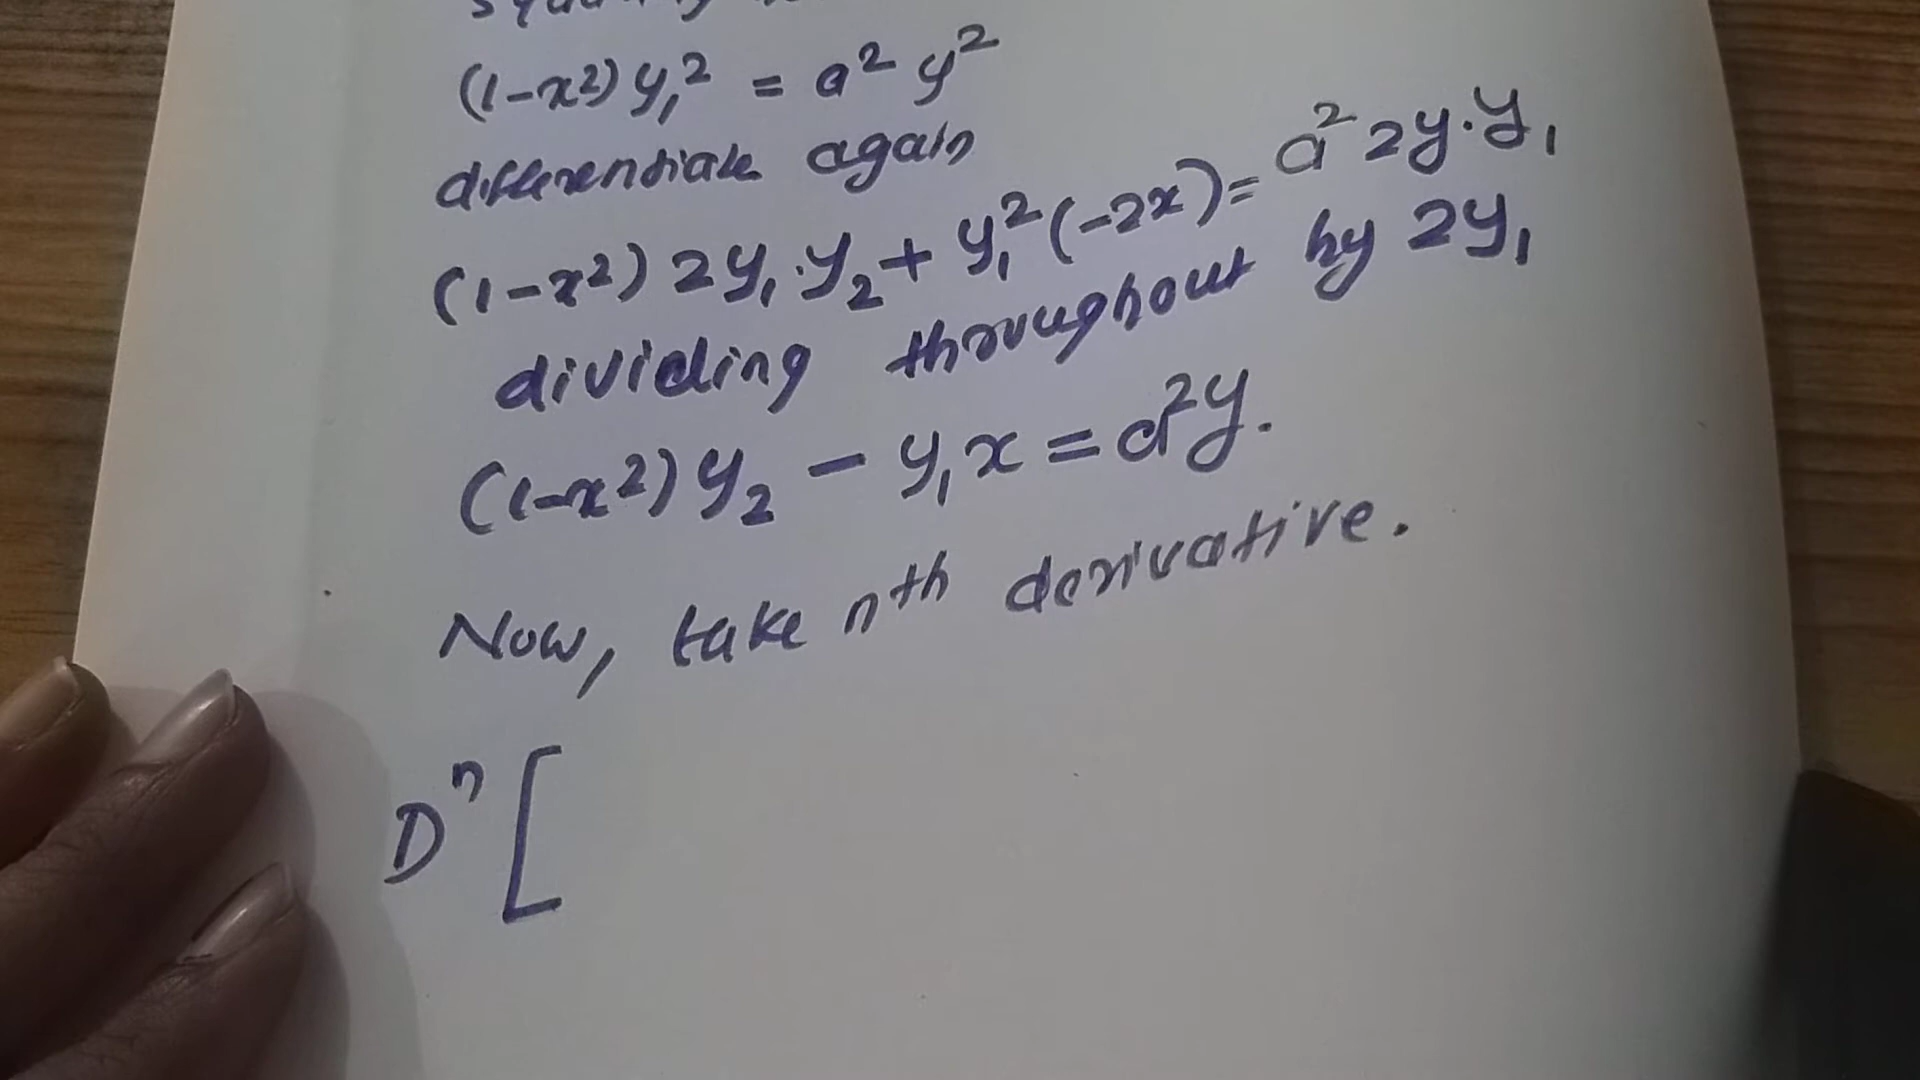 (1-x²) y₁² = a² y²
differentiate again
(1-x²) 2y₁.y₂ + y₁² (-2x) = a² 2y.y₁
dividing throughout by 2y₁
(1-x²) y₂ - y₁x = a²y.
Now, take nth derivative.
Dⁿ [